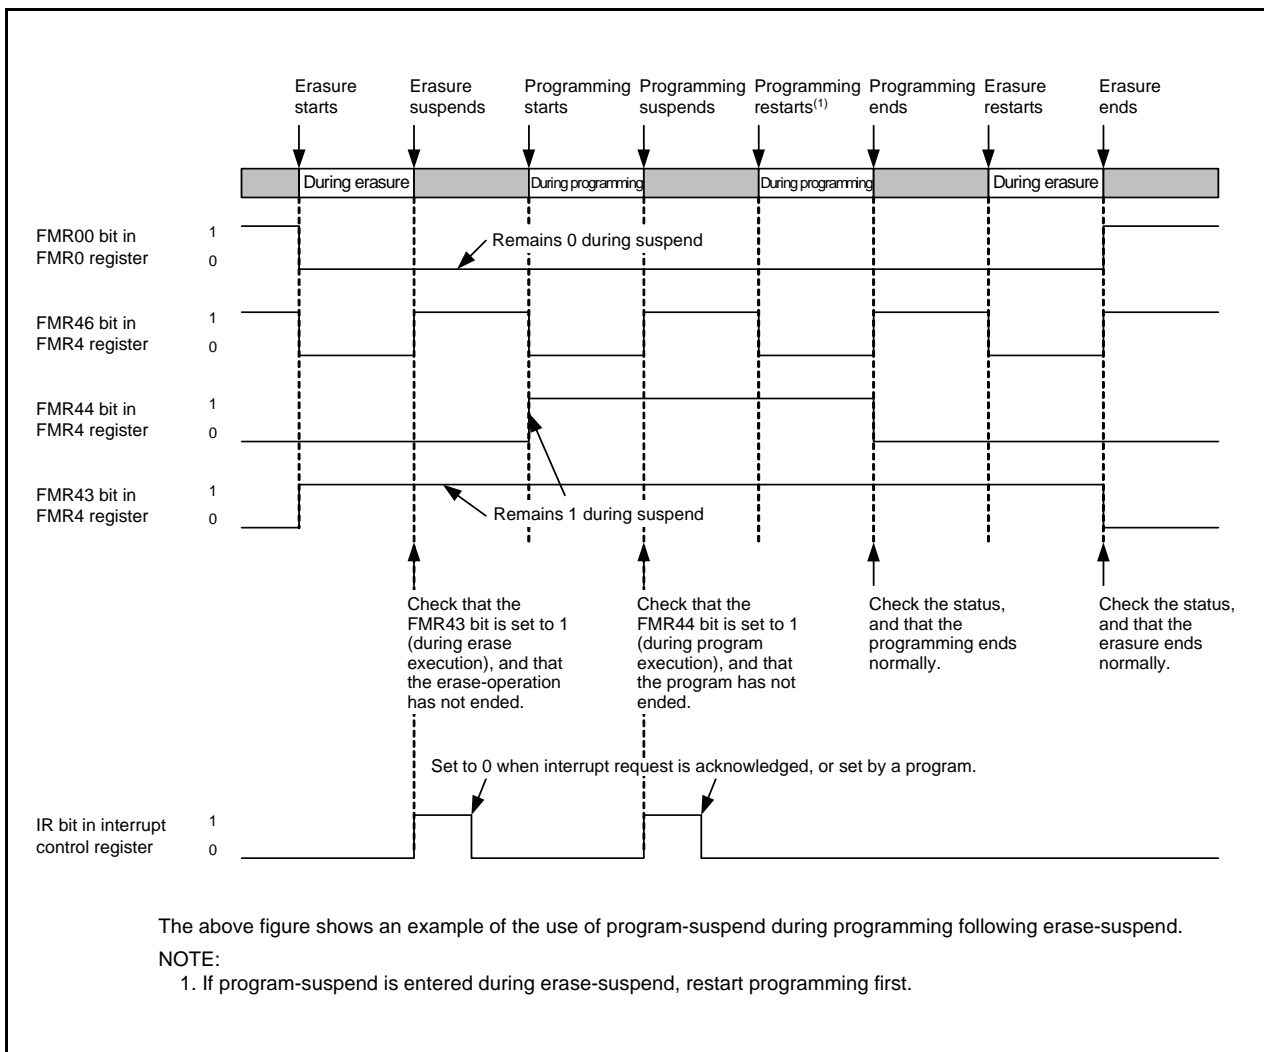 Erasure starts
Erasure suspends
Programming starts
Programming suspends
Programming restarts(1)
Programming ends
Erasure restarts
Erasure ends
During erasure
During programming
During programming
During erasure
FMR00 bit in
FMR0 register
1
0
Remains 0 during suspend
FMR46 bit in
FMR4 register
1
0
FMR44 bit in
FMR4 register
1
0
FMR43 bit in
FMR4 register
1
0
Remains 1 during suspend
Check that the
FMR43 bit is set to 1
(during erase
execution), and that
the erase-operation
has not ended.
Check that the
FMR44 bit is set to 1
(during program
execution), and that
the program has not
ended.
Check the status,
and that the
programming ends
normally.
Check the status,
and that the
erasure ends
normally.
Set to 0 when interrupt request is acknowledged, or set by a program.
IR bit in interrupt
control register
1
0
The above figure shows an example of the use of program-suspend during programming following erase-suspend.
NOTE:
1. If program-suspend is entered during erase-suspend, restart programming first.